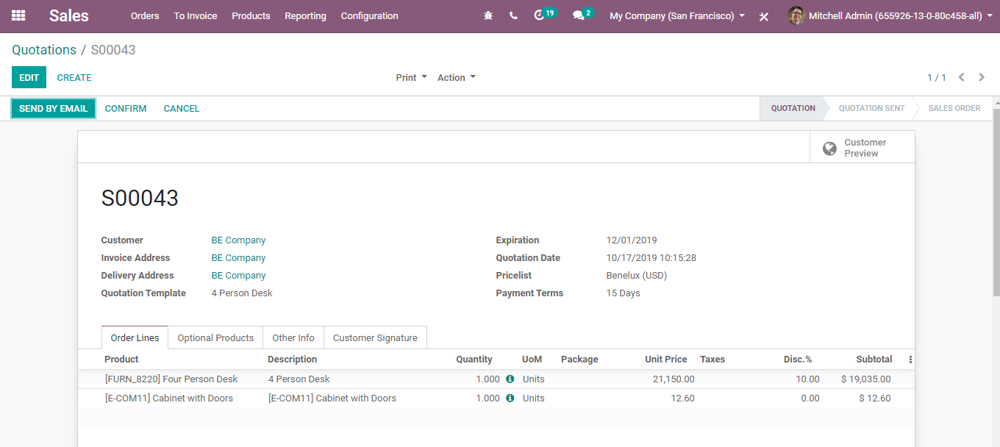 Sales Orders To Invoice Products Reporting Configuration 19 2 My Company (San Francisco) Mitchell Admin (655926-13-0-80c458-all)
Quotations / S00043
EDIT CREATE Print Action 1 / 1
SEND BY EMAIL CONFIRM CANCEL QUOTATION QUOTATION SENT SALES ORDER
Customer
Preview
S00043
Customer BE Company Expiration 12/01/2019
Invoice Address BE Company Quotation Date 10/17/2019 10:15:28
Delivery Address BE Company Pricelist Benelux (USD)
Quotation Template 4 Person Desk Payment Terms 15 Days
Order Lines Optional Products Other Info Customer Signature
Product Description Quantity UoM Package Unit Price Taxes Disc.% Subtotal
[FURN_8220] Four Person Desk 4 Person Desk 1.000 Units 21,150.00 10.00 $ 19,035.00
[E-COM11] Cabinet with Doors [E-COM11] Cabinet with Doors 1.000 Units 12.60 0.00 $ 12.60